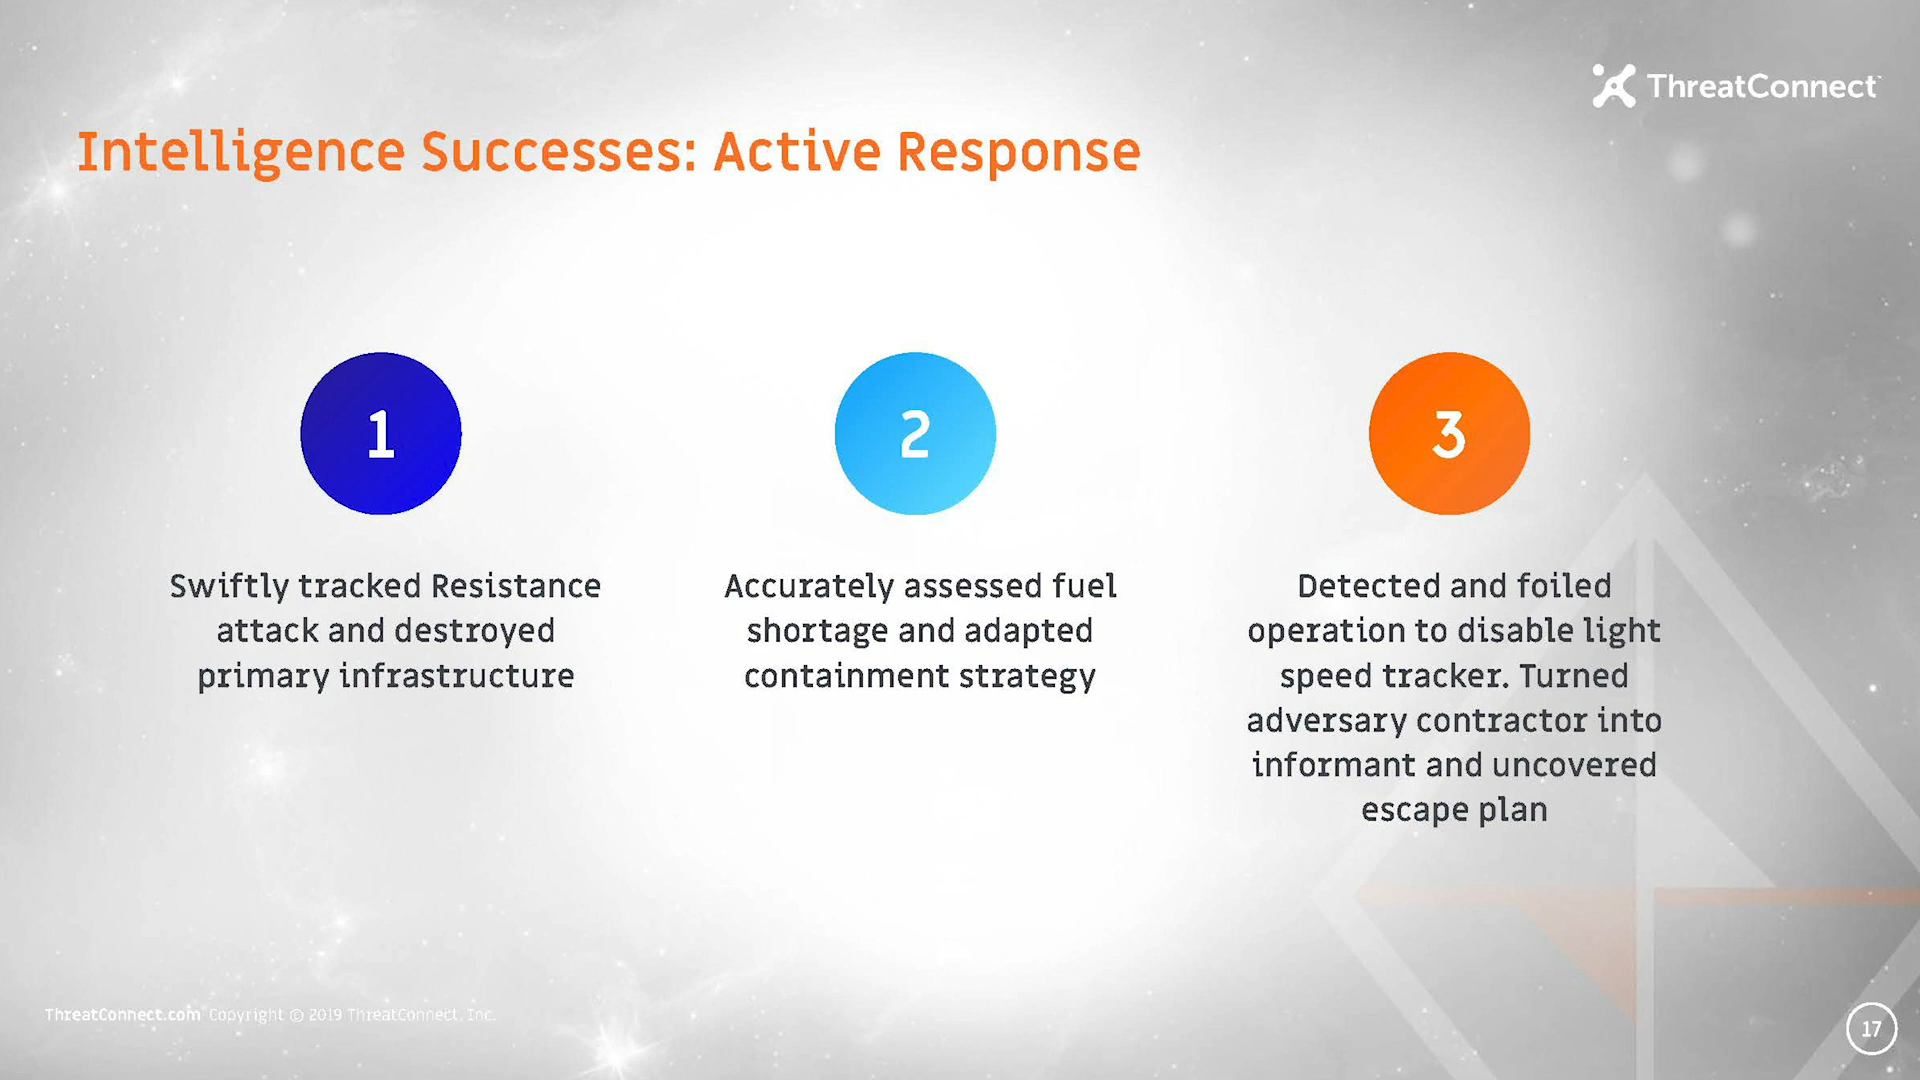 ThreatConnect™
Intelligence Successes: Active Response
1
Swiftly tracked Resistance
attack and destroyed
primary infrastructure
2
Accurately assessed fuel
shortage and adapted
containment strategy
3
Detected and foiled
operation to disable light
speed tracker. Turned
adversary contractor into
informant and uncovered
escape plan
ThreatConnect.com Copyright © 2019 ThreatConnect, Inc.
17